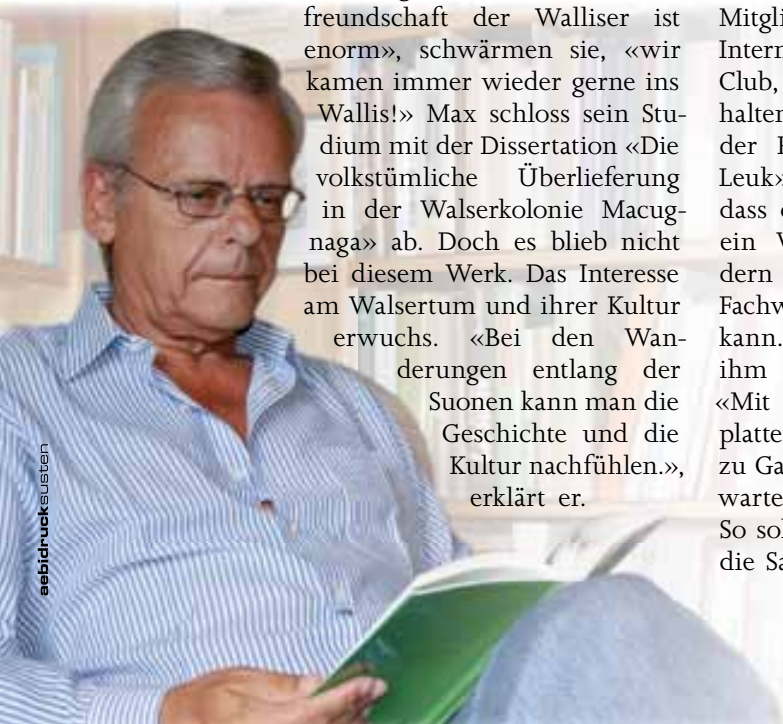 freundschaft der Walliser ist
enorm», schwärmen sie, «wir
kamen immer wieder gerne ins
Wallis!» Max schloss sein Stu-
dium mit der Dissertation «Die
volkstümliche Überlieferung
in der Walserkolonie Macug-
naga» ab. Doch es blieb nicht
bei diesem Werk. Das Interesse
am Walsertum und ihrer Kultur
erwuchs. «Bei den Wan-
derungen entlang der
Suonen kann man die
Geschichte und die
Kultur nachfühlen.»,
erklärt er.
Mitgli
Intern
Club,
halten
der
Leuk»
dass
ein
dern
Fachw
kann.
ihm
«Mit
platte
zu Ga
warte
So sol
die Sa
aebidrucksusten